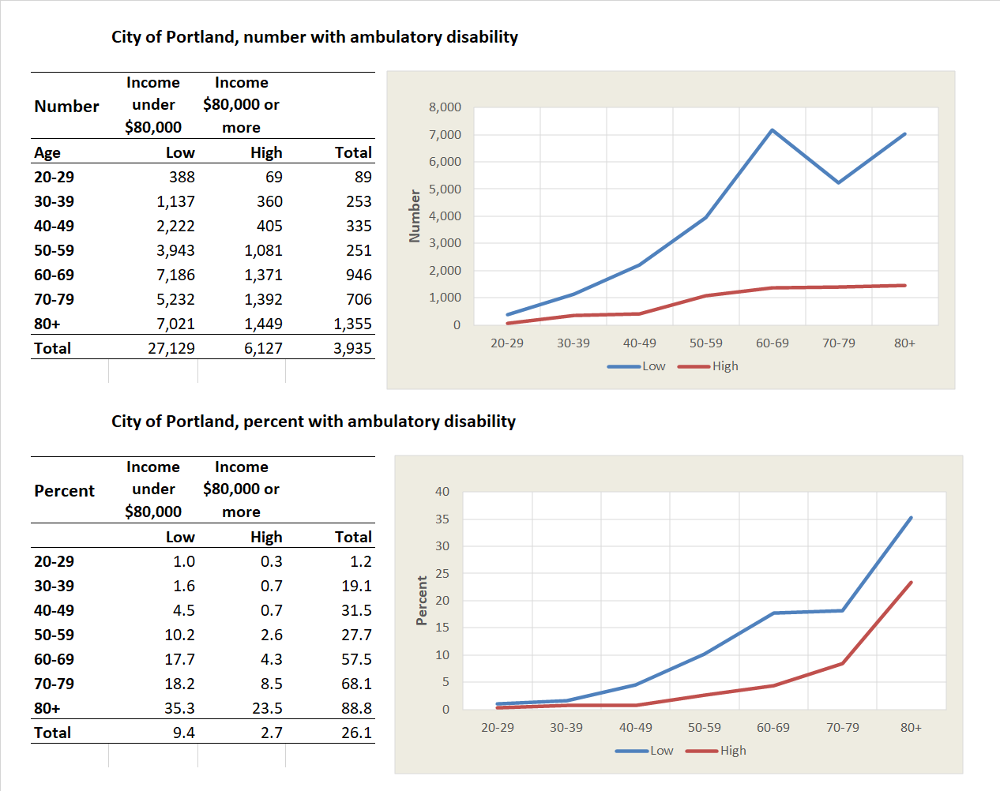 City of Portland, number with ambulatory disability
Number Income under $80,000 Income $80,000 or more
Age Low High Total
20-29 388 69 89
30-39 1,137 360 253
40-49 2,222 405 335
50-59 3,943 1,081 251
60-69 7,186 1,371 946
70-79 5,232 1,392 706
80+ 7,021 1,449 1,355
Total 27,129 6,127 3,935
Number
8,000
7,000
6,000
5,000
4,000
3,000
2,000
1,000
0
20-29 30-39 40-49 50-59 60-69 70-79 80+
Low High
City of Portland, percent with ambulatory disability
Percent Income under $80,000 Income $80,000 or more
Low High Total
20-29 1.0 0.3 1.2
30-39 1.6 0.7 19.1
40-49 4.5 0.7 31.5
50-59 10.2 2.6 27.7
60-69 17.7 4.3 57.5
70-79 18.2 8.5 68.1
80+ 35.3 23.5 88.8
Total 9.4 2.7 26.1
Percent
40
35
30
25
20
15
10
5
0
20-29 30-39 40-49 50-59 60-69 70-79 80+
Low High